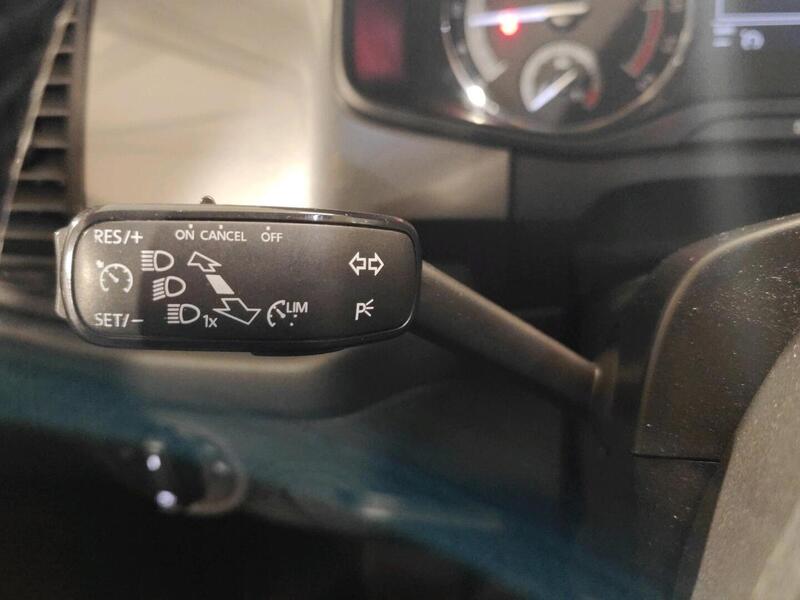 RES/+ ON CANCEL OFF
SET/- 1x LIM P